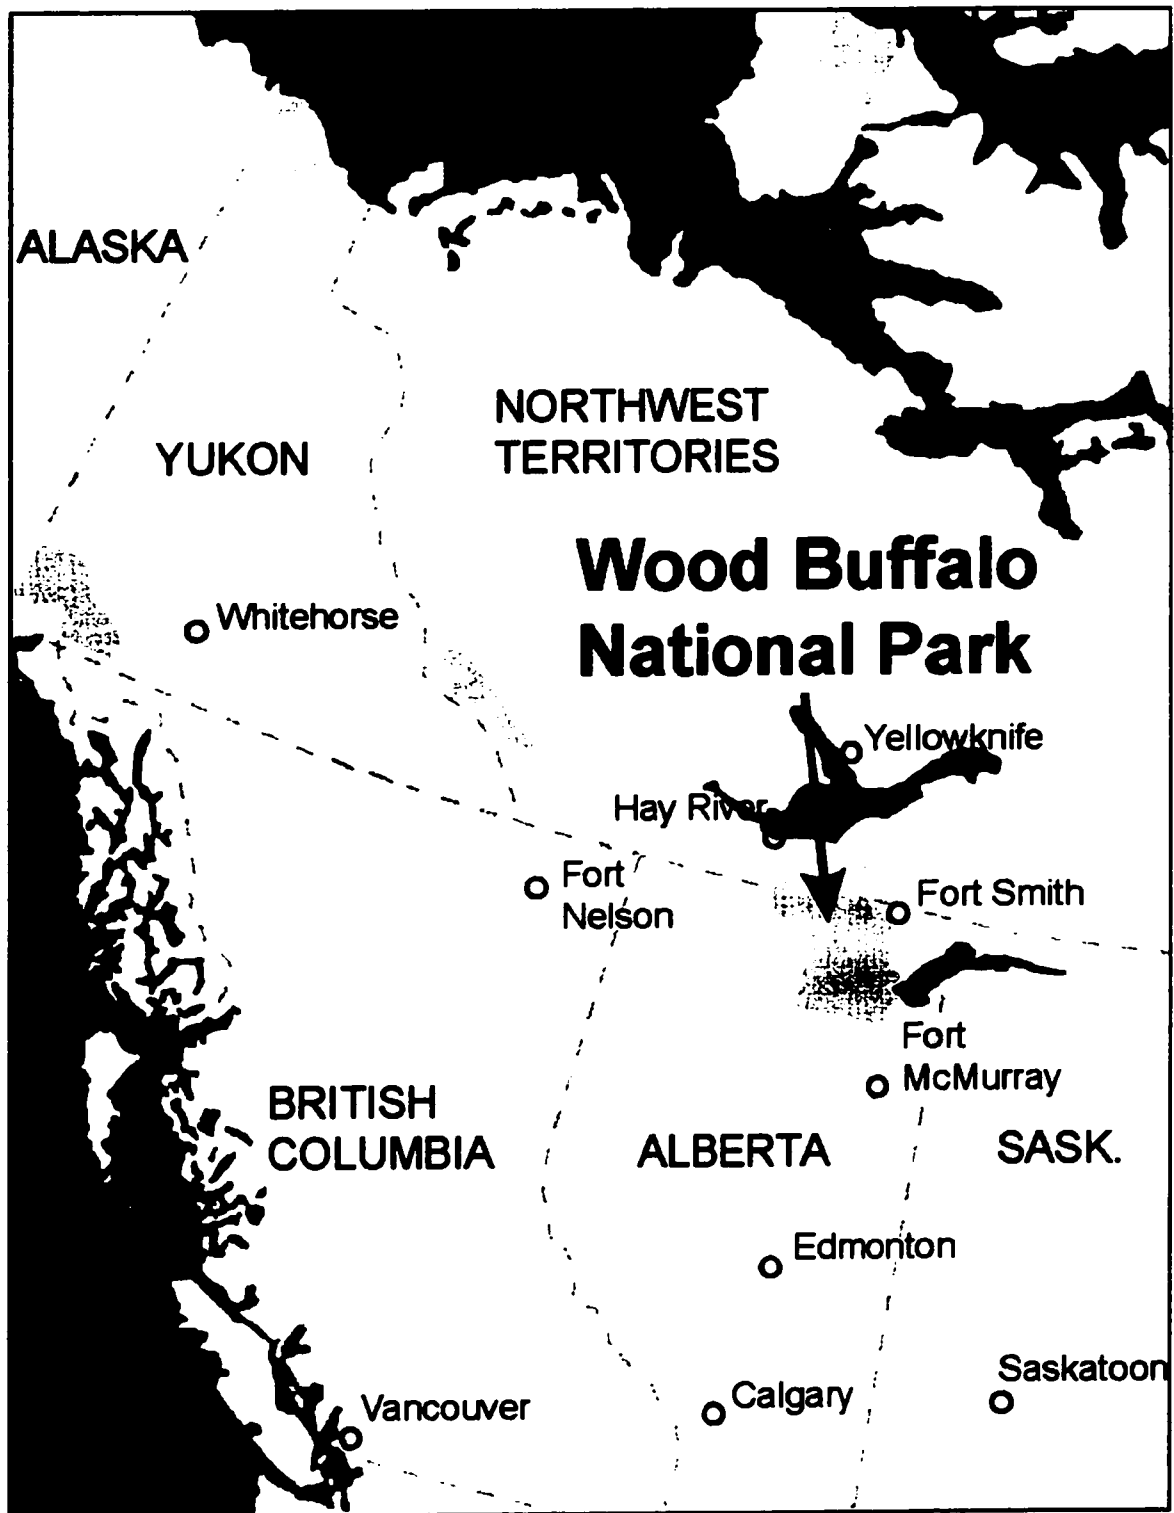 ALASKA
NORTHWEST
TERRITORIES
YUKON
Wood Buffalo
National Park
Whitehorse
Yellowknife
Hay River
Fort
Nelson
Fort Smith
Fort
McMurray
BRITISH
COLUMBIA
ALBERTA
SASK.
Edmonton
Saskatoon
Calgary
Vancouver